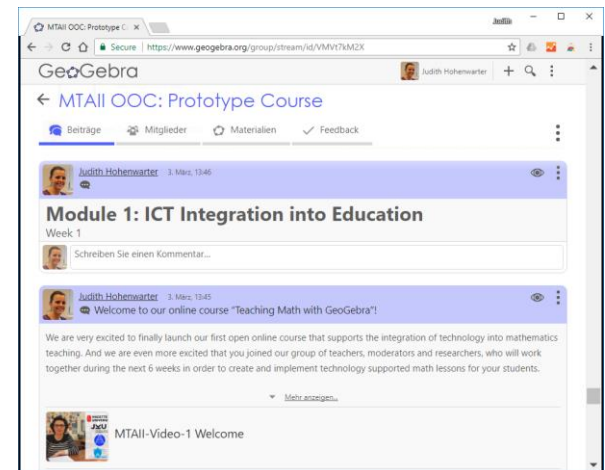 MTAII OOC: Prototype C
Judith
Secure | https://www.geogebra.org/group/stream/id/VMVt7kM2X
GeoGebra
Judith Hohenwarter
MTAII OOC: Prototype Course
Beiträge Mitglieder Materialien Feedback
Judith Hohenwarter 3. März, 13:46
Module 1: ICT Integration into Education
Week 1
Schreiben Sie einen Kommentar...
Judith Hohenwarter 3. März, 13:45
Welcome to our online course "Teaching Math with GeoGebra"!
We are very excited to finally launch our first open online course that supports the integration of technology into mathematics
teaching. And we are even more excited that you joined our group of teachers, moderators and researchers, who will work
together during the next 6 weeks in order to create and implement technology supported math lessons for your students.
Mehr anzeigen...
JYU
MTAII-Video-1 Welcome